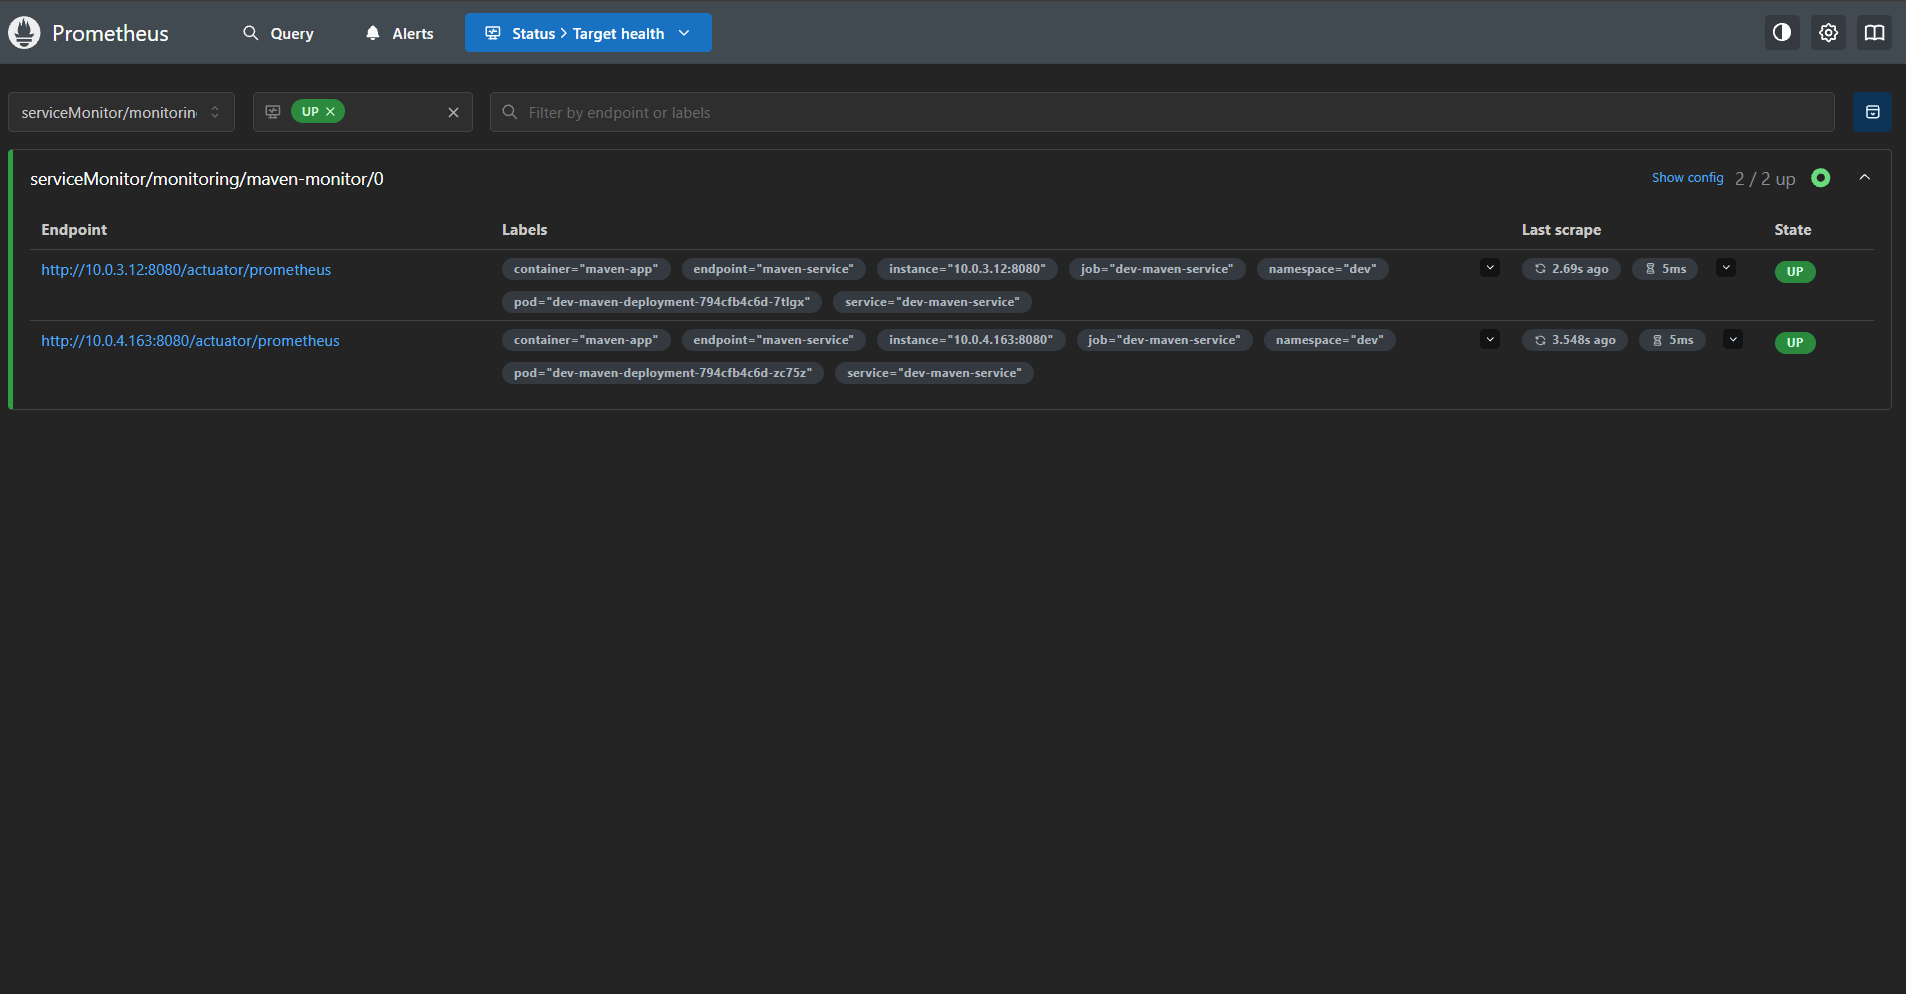 Prometheus Query Alerts Status > Target health
serviceMonitor/monitorin UP Filter by endpoint or labels
serviceMonitor/monitoring/maven-monitor/0 Show config 2 / 2 up
Endpoint Labels Last scrape State
http://10.0.3.12:8080/actuator/prometheus container="maven-app" endpoint="maven-service" instance="10.0.3.12:8080" job="dev-maven-service" namespace="dev" 2.69s ago 5ms UP
pod="dev-maven-deployment-794cfb4c6d-7tlgx" service="dev-maven-service"
http://10.0.4.163:8080/actuator/prometheus container="maven-app" endpoint="maven-service" instance="10.0.4.163:8080" job="dev-maven-service" namespace="dev" 3.548s ago 5ms UP
pod="dev-maven-deployment-794cfb4c6d-zc75z" service="dev-maven-service"